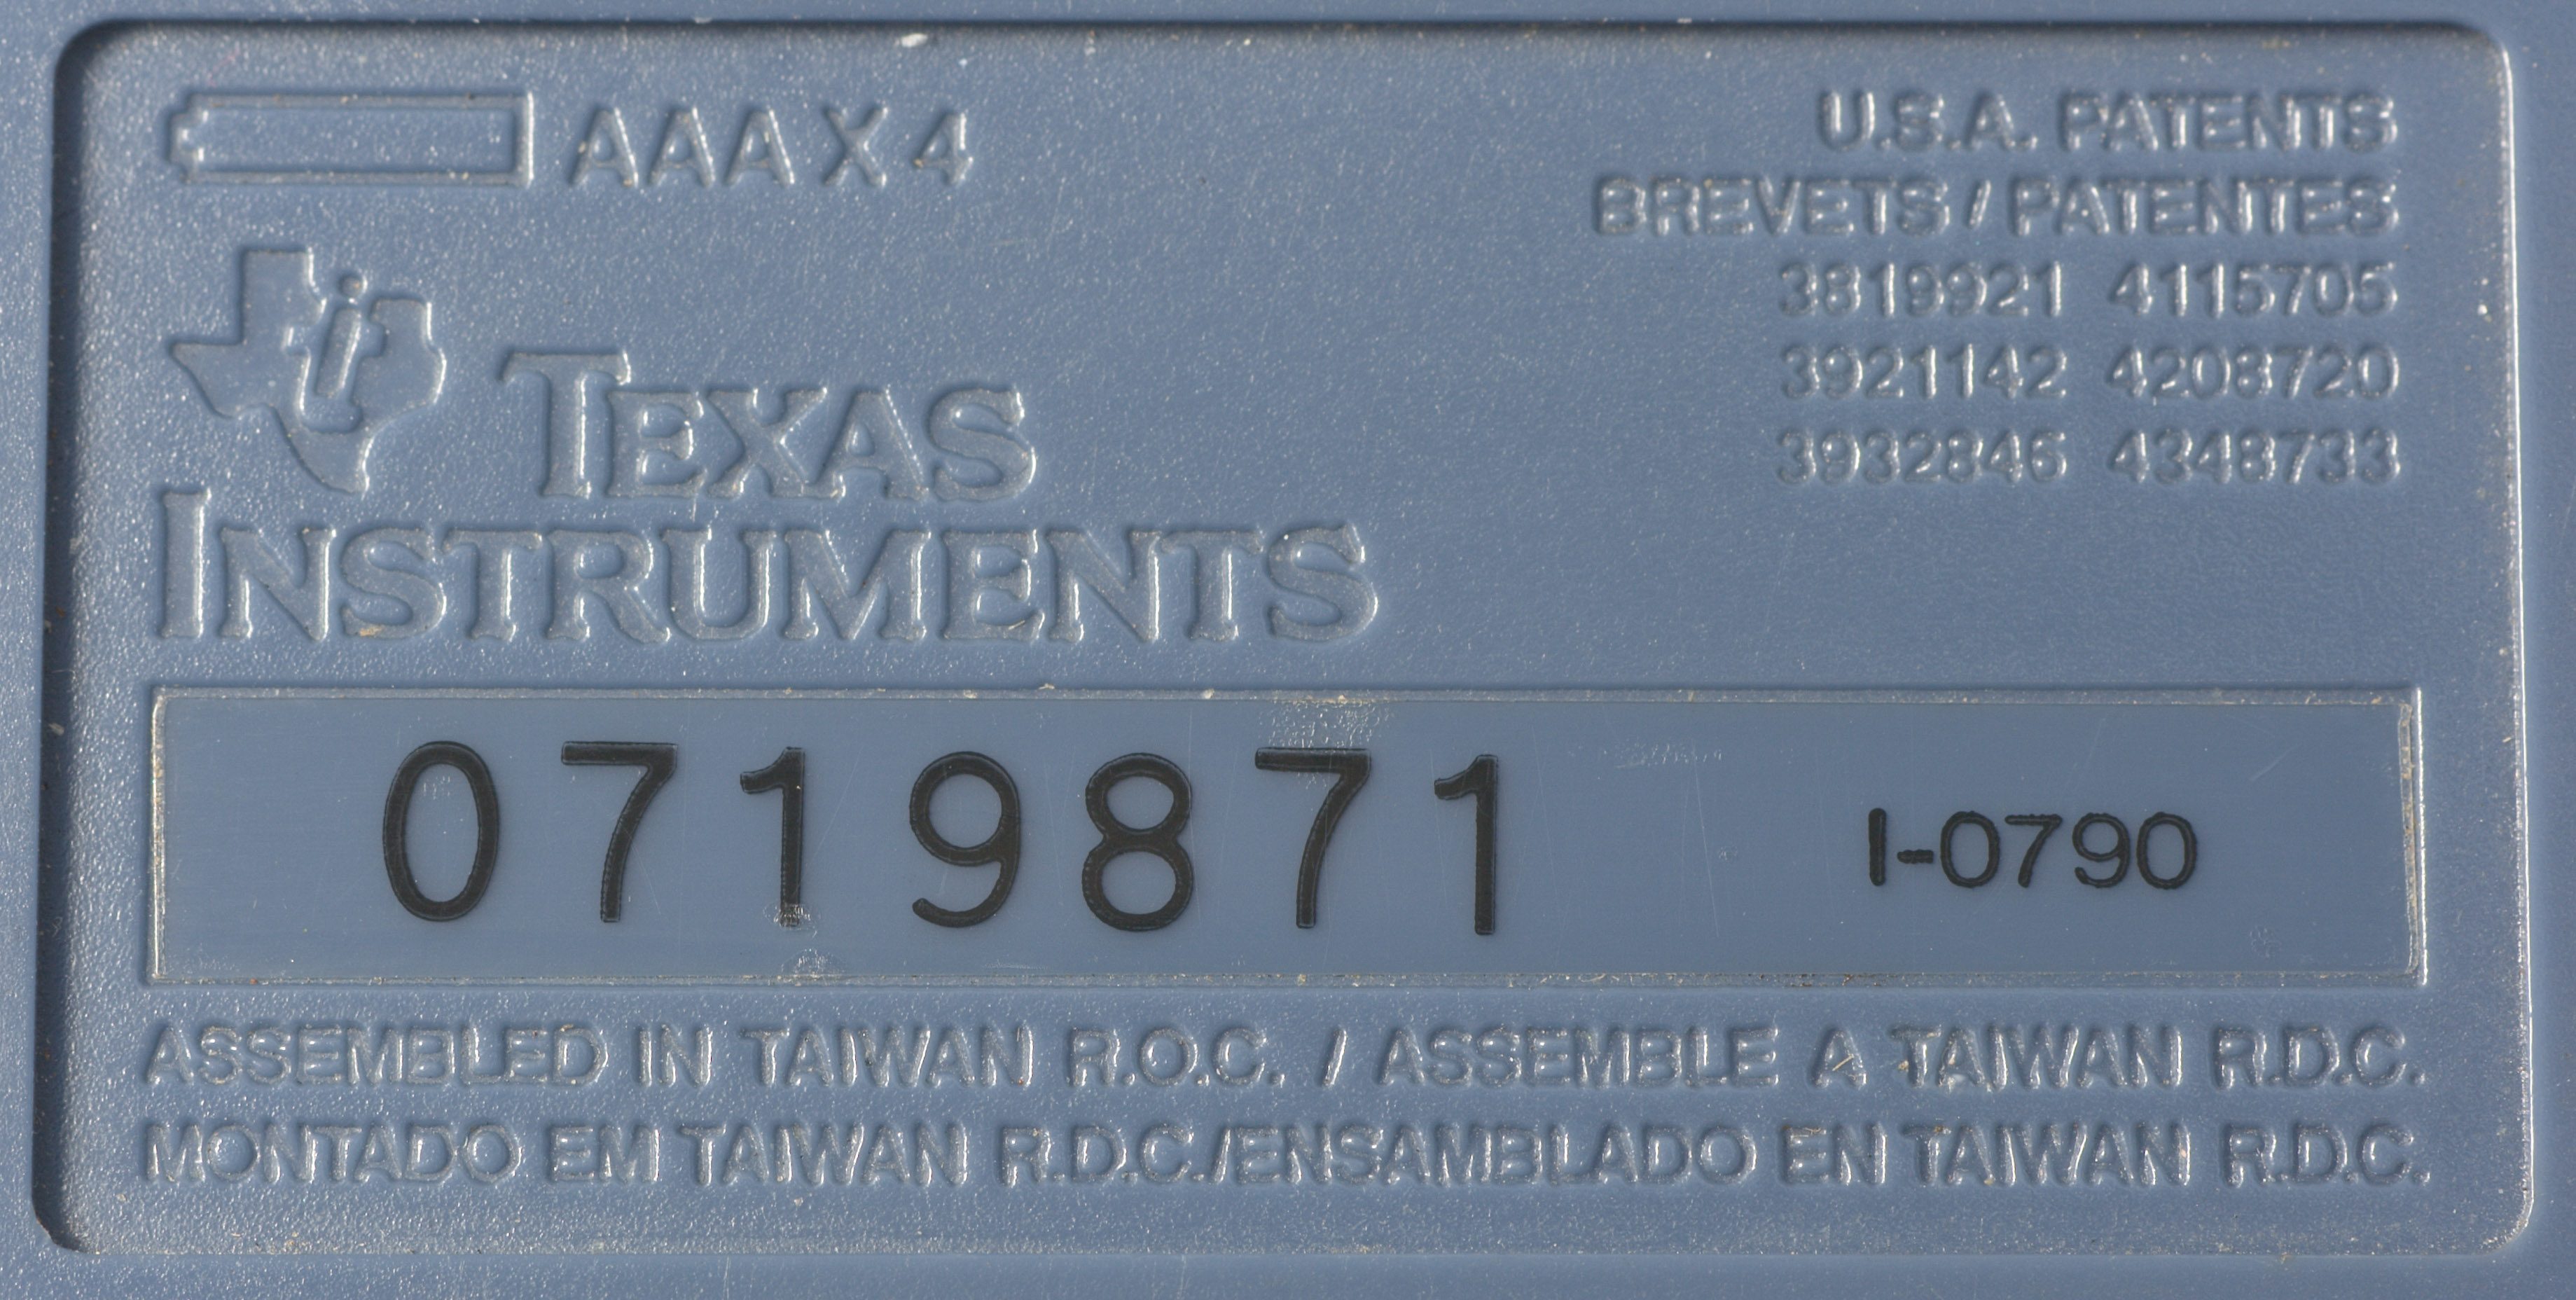 AAA X 4
U.S.A. PATENTS
BREVETS / PATENTES
3819921 4115705
3921142 4208720
3932846 4348733
i
TEXAS
INSTRUMENTS
0719871 I-0790
ASSEMBLED IN TAIWAN R.O.C. / ASSEMBLE A TAIWAN R.D.C.
MONTADO EM TAIWAN R.D.C./ENSAMBLADO EN TAIWAN R.D.C.